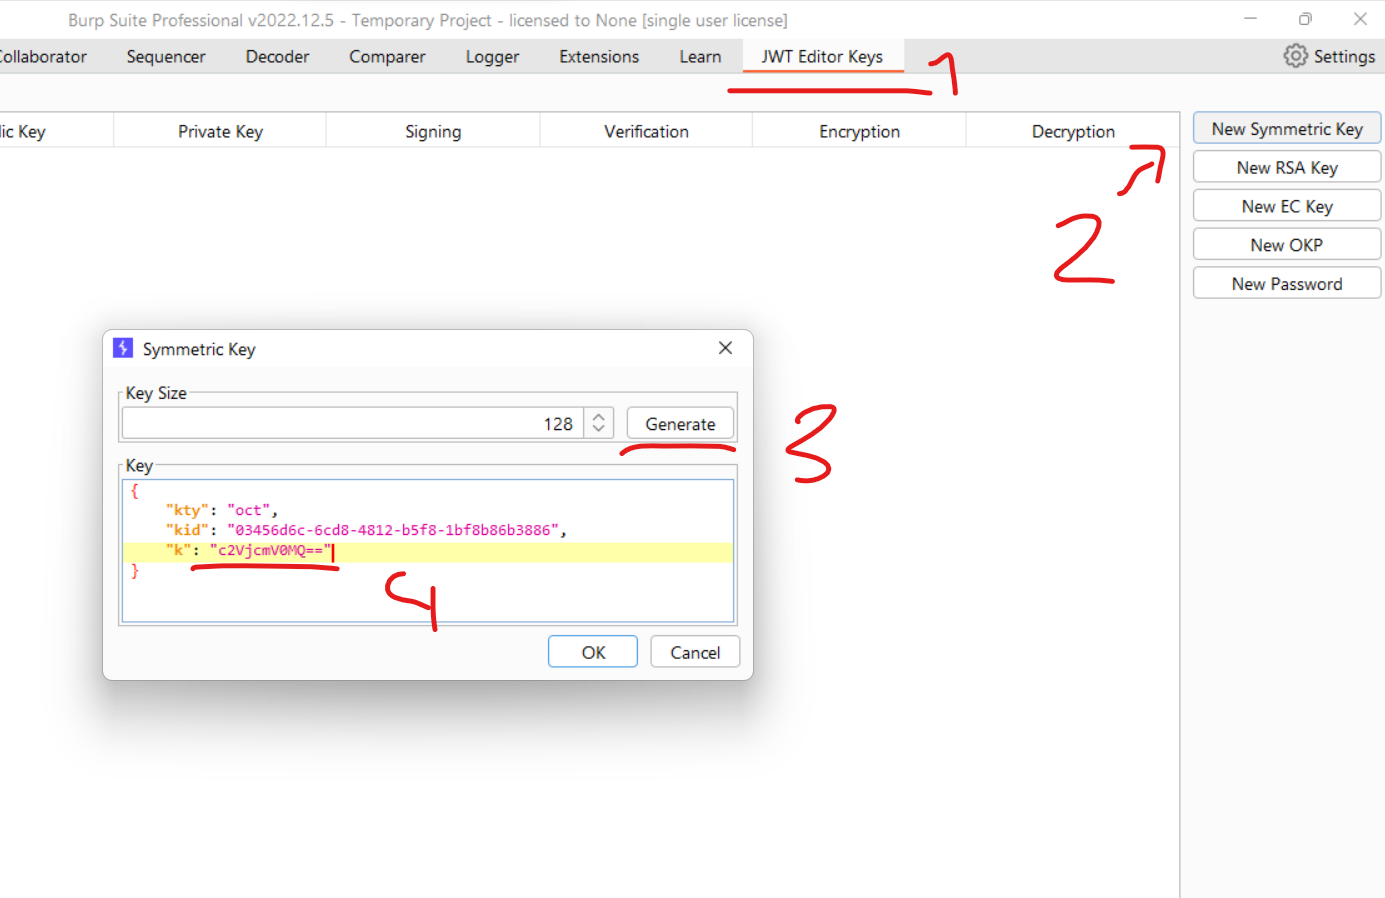 Burp Suite Professional v2022.12.5 - Temporary Project - licensed to None [single user license]
Collaborator Sequencer Decoder Comparer Logger Extensions Learn JWT Editor Keys Settings
1
lic Key Private Key Signing Verification Encryption Decryption
New Symmetric Key
New RSA Key
New EC Key
New OKP
New Password
2
Symmetric Key
Key Size
128 Generate
3
Key
{
"kty": "oct",
"kid": "03456d6c-6cd8-4812-b5f8-1bf8b86b3886",
"k": "c2VjcmV0MQ=="
}
4
OK Cancel